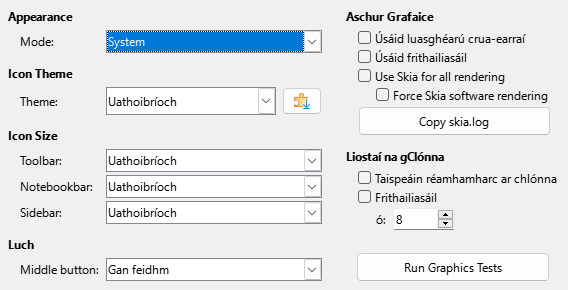 Appearance
Mode: System
Icon Theme
Theme: Uathoibríoch
Icon Size
Toolbar: Uathoibríoch
Notebookbar: Uathoibríoch
Sidebar: Uathoibríoch
Luch
Middle button: Gan feidhm
Aschur Grafaice
Úsáid luasghéarú crua-earraí
Úsáid frithailiasáil
Use Skia for all rendering
Force Skia software rendering
Copy skia.log
Liostaí na gClónna
Taispeáin réamhamharc ar chlónna
Frithailiasáil
ó: 8
Run Graphics Tests